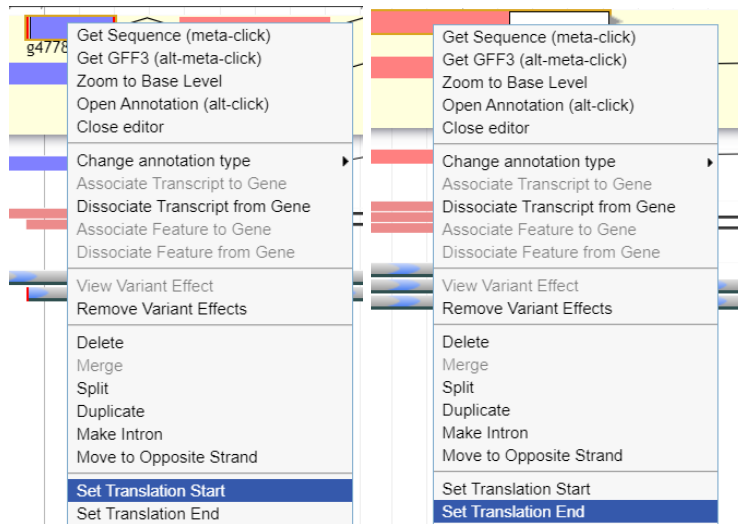 g4778
Get Sequence (meta-click)
Get GFF3 (alt-meta-click)
Zoom to Base Level
Open Annotation (alt-click)
Close editor
Change annotation type
Associate Transcript to Gene
Dissociate Transcript from Gene
Associate Feature to Gene
Dissociate Feature from Gene
View Variant Effect
Remove Variant Effects
Delete
Merge
Split
Duplicate
Make Intron
Move to Opposite Strand
Set Translation Start
Set Translation End
Get Sequence (meta-click)
Get GFF3 (alt-meta-click)
Zoom to Base Level
Open Annotation (alt-click)
Close editor
Change annotation type
Associate Transcript to Gene
Dissociate Transcript from Gene
Associate Feature to Gene
Dissociate Feature from Gene
View Variant Effect
Remove Variant Effects
Delete
Merge
Split
Duplicate
Make Intron
Move to Opposite Strand
Set Translation Start
Set Translation End